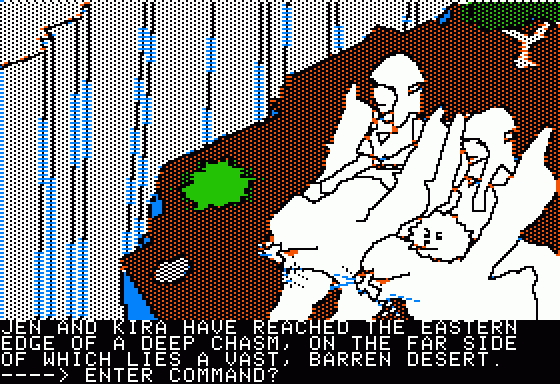 JEN AND KIRA HAVE REACHED THE EASTERN
EDGE OF A DEEP CHASM, ON THE FAR SIDE
OF WHICH LIES A VAST, BARREN DESERT.
----> ENTER COMMAND?